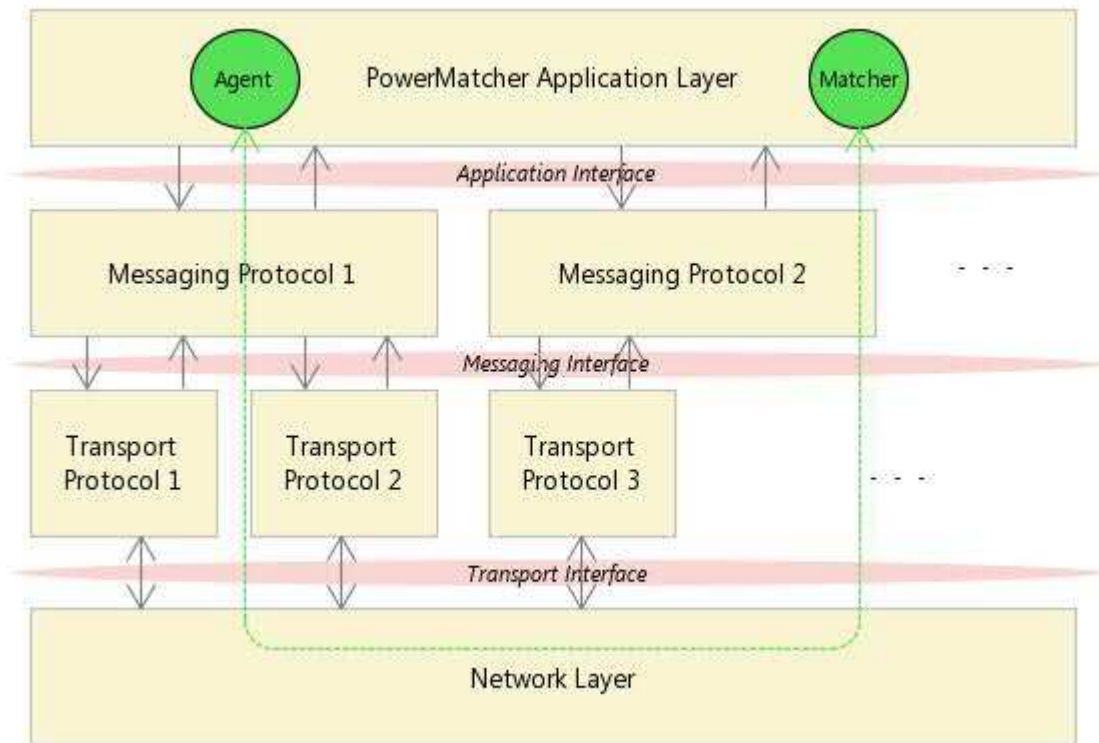 Agent
PowerMatcher Application Layer
Matcher
Application Interface
Messaging Protocol 1
Messaging Protocol 2
- - -
Messaging Interface
Transport
Protocol 1
Transport
Protocol 2
Transport
Protocol 3
- - -
Transport Interface
Network Layer